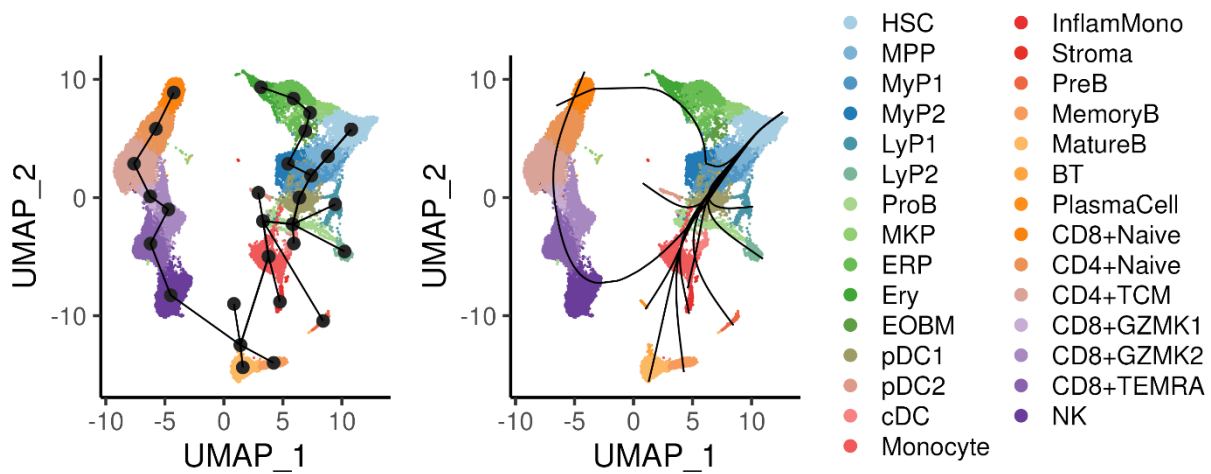 10
0
-10
UMAP_2
-10
-5
0
5
10
UMAP_1
10
0
-10
UMAP_2
-10
-5
0
5
10
UMAP_1
HSC
MPP
MyP1
MyP2
LyP1
LyP2
ProB
MKP
ERP
Ery
EOBM
pDC1
pDC2
cDC
Monocyte
InflamMono
Stroma
PreB
MemoryB
MatureB
BT
PlasmaCell
CD8+Naive
CD4+Naive
CD4+TCM
CD8+GZMK1
CD8+GZMK2
CD8+TEMRA
NK